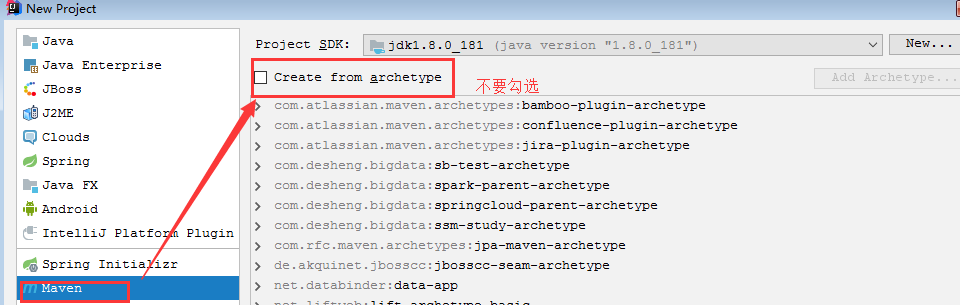 New Project
Java
Java Enterprise
JBoss
J2ME
Clouds
Spring
Java FX
Android
IntelliJ Platform Plugin
Spring Initializr
Maven
Project SDK: jdk1.8.0_181 (java version "1.8.0_181") New...
Create from archetype 不要勾选 Add Archetype...
com.atlassian.maven.archetypes:bamboo-plugin-archetype
com.atlassian.maven.archetypes:confluence-plugin-archetype
com.atlassian.maven.archetypes:jira-plugin-archetype
com.desheng.bigdata:sb-test-archetype
com.desheng.bigdata:spark-parent-archetype
com.desheng.bigdata:springcloud-parent-archetype
com.desheng.bigdata:ssm-study-archetype
com.rfc.maven.archetypes:jpa-maven-archetype
de.akquinet.jbosscc:jbosscc-seam-archetype
net.databinder:data-app
net.liftweb:lift-archetype-basic